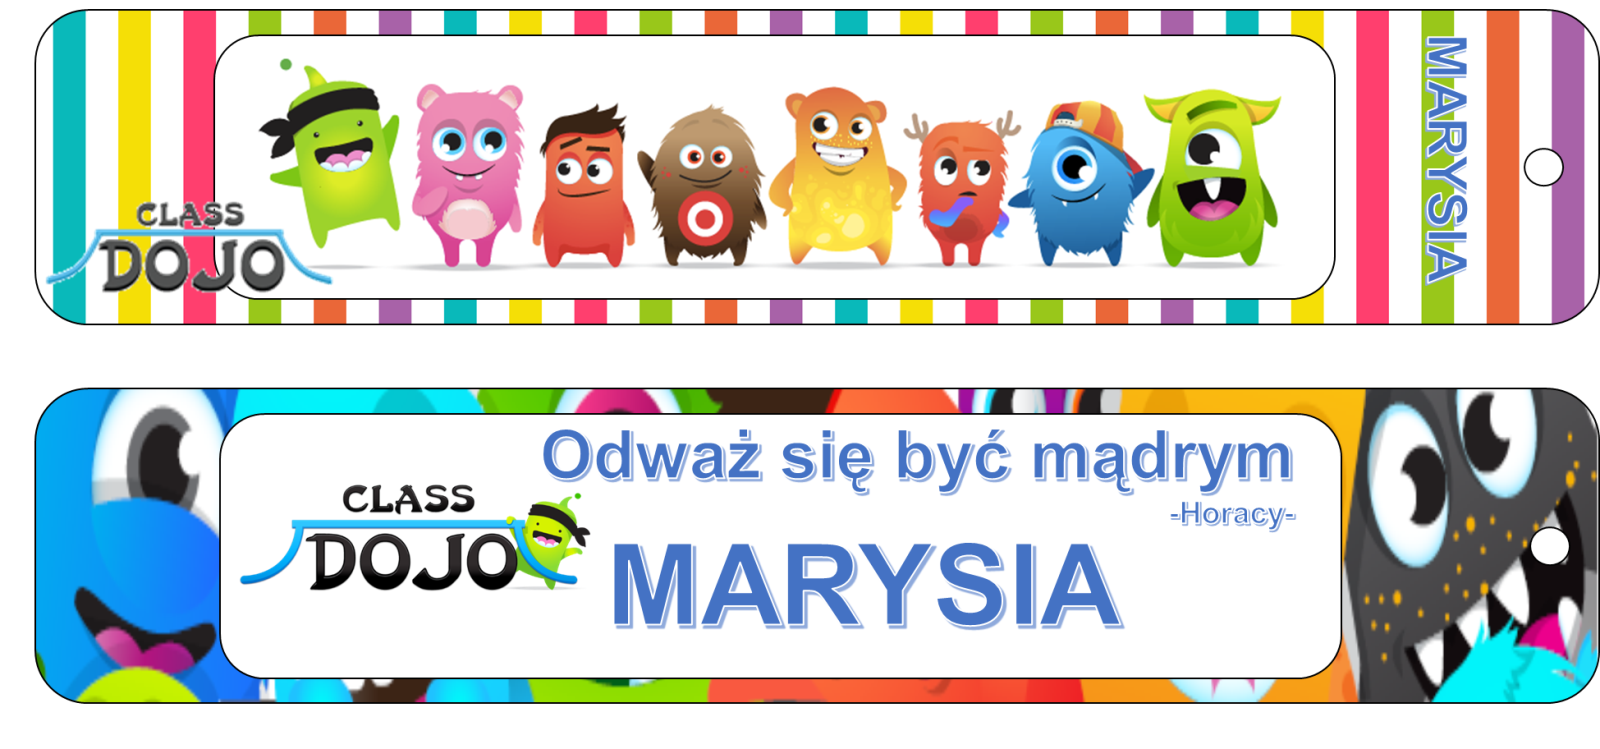 CLASS
DOJO
MARYSIA
Odważ się być mądrym
-Horacy-
CLASS
DOJO
MARYSIA